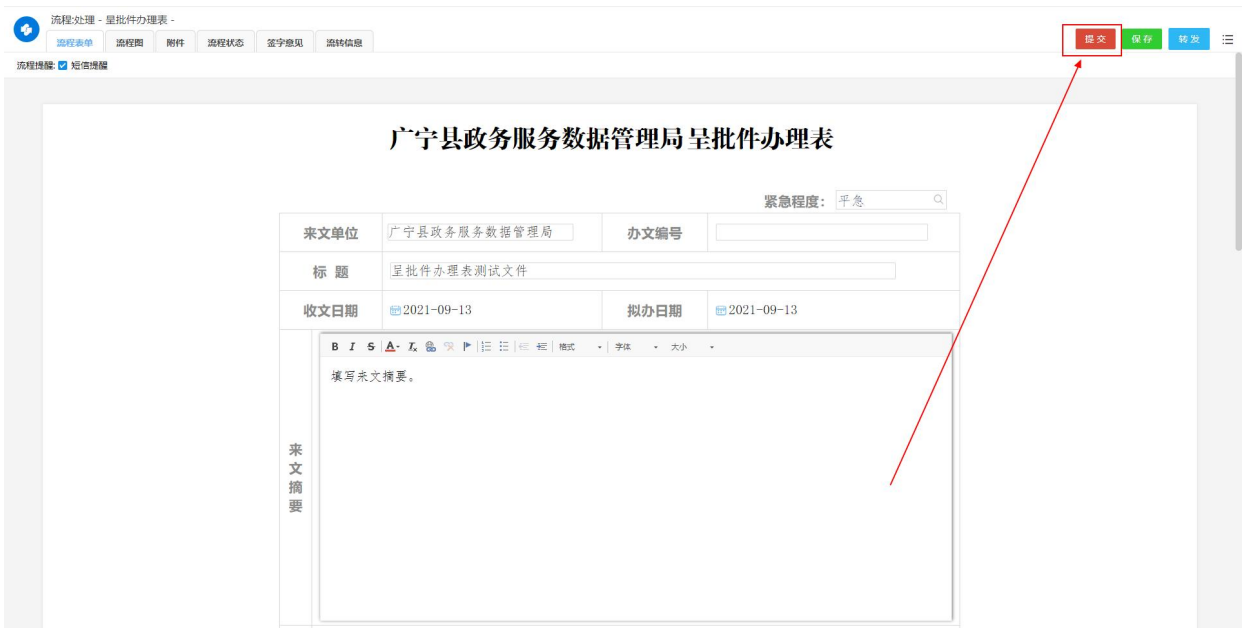 流程:处理 - 呈批件办理表 -
流程表单 流程图 附件 流程状态 签字意见 流转信息 提交 保存 转发
流程提醒: 短信提醒
广宁县政务服务数据管理局呈批件办理表
紧急程度: 平急
来文单位 广宁县政务服务数据管理局 办文编号
标 题 呈批件办理表测试文件
收文日期 2021-09-13 拟办日期 2021-09-13
B I S A Tx 格式 字体 大小
填写来文摘要。
来
文
摘
要